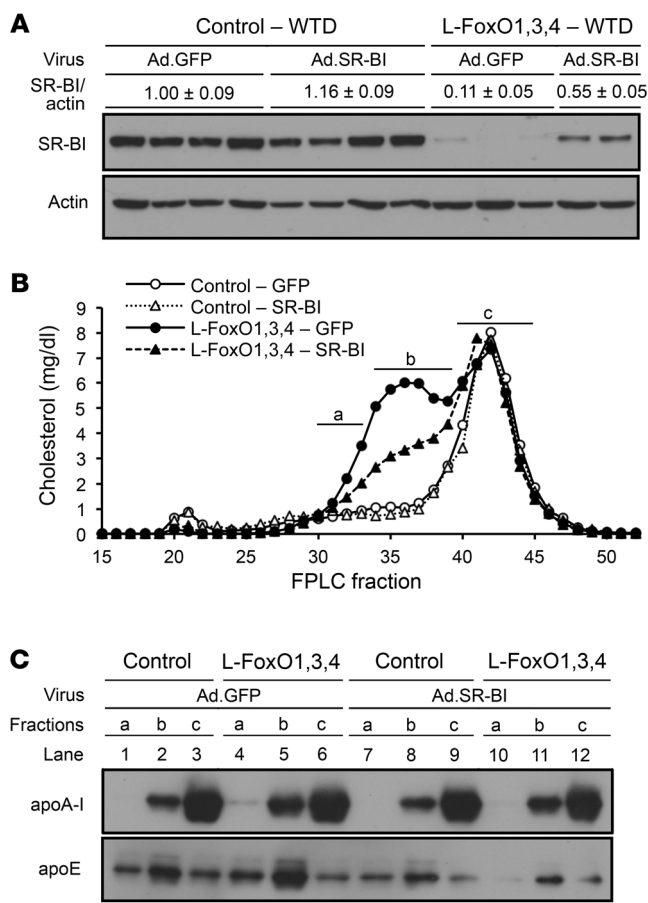 A
Control – WTD L-FoxO1,3,4 – WTD
Virus Ad.GFP Ad.SR-BI Ad.GFP Ad.SR-BI
SR-BI/
actin 1.00 ± 0.09 1.16 ± 0.09 0.11 ± 0.05 0.55 ± 0.05
SR-BI
Actin
B
Control – GFP
Control – SR-BI
L-FoxO1,3,4 – GFP
L-FoxO1,3,4 – SR-BI
a
b
c
Cholesterol (mg/dl)
9
8
7
6
5
4
3
2
1
0
15 20 25 30 35 40 45 50
FPLC fraction
C
Control L-FoxO1,3,4 Control L-FoxO1,3,4
Virus Ad.GFP Ad.SR-BI
Fractions a b c a b c a b c a b c
Lane 1 2 3 4 5 6 7 8 9 10 11 12
apoA-I
apoE